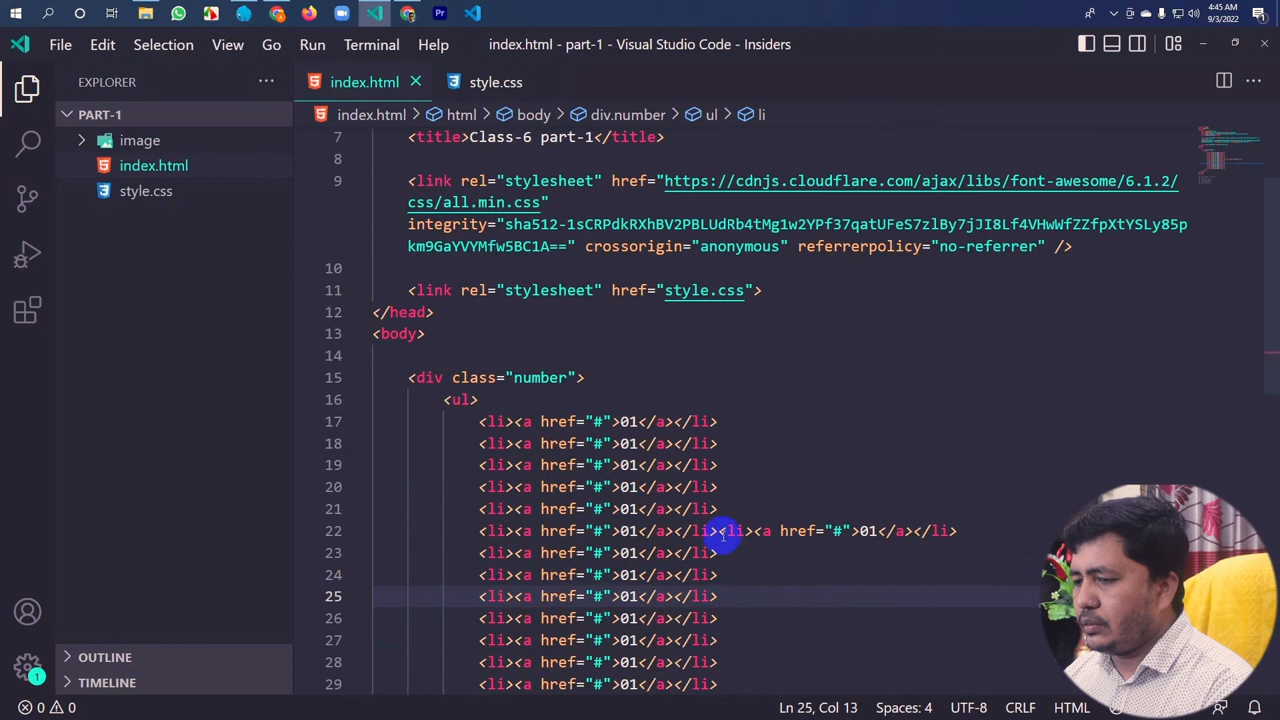 4:45 AM
9/3/2022
File Edit Selection View Go Run Terminal Help
index.html - part-1 - Visual Studio Code - Insiders
EXPLORER
index.html
style.css
PART-1
index.html > html > body > div.number > ul > li
image
index.html
style.css
7 <title>Class-6 part-1</title>
8
9 <link rel="stylesheet" href="https://cdnjs.cloudflare.com/ajax/libs/font-awesome/6.1.2/
css/all.min.css"
integrity="sha512-1sCRPdkRXhBV2PBLUdRb4tMg1w2YPf37qatUFeS7zlBy7jJI8Lf4VHwWfZZfpXtYSLy85p
km9GaYVYMfw5BC1A==" crossorigin="anonymous" referrerpolicy="no-referrer" />
10
11 <link rel="stylesheet" href="style.css">
12 </head>
13 <body>
14
15 <div class="number">
16 <ul>
17 <li><a href="#">01</a></li>
18 <li><a href="#">01</a></li>
19 <li><a href="#">01</a></li>
20 <li><a href="#">01</a></li>
21 <li><a href="#">01</a></li>
22 <li><a href="#">01</a></li><li><a href="#">01</a></li>
23 <li><a href="#">01</a></li>
24 <li><a href="#">01</a></li>
25 <li><a href="#">01</a></li>
26 <li><a href="#">01</a></li>
27 <li><a href="#">01</a></li>
28 <li><a href="#">01</a></li>
29 <li><a href="#">01</a></li>
OUTLINE
TIMELINE
1
0 0
Ln 25, Col 13 Spaces: 4 UTF-8 CRLF HTML